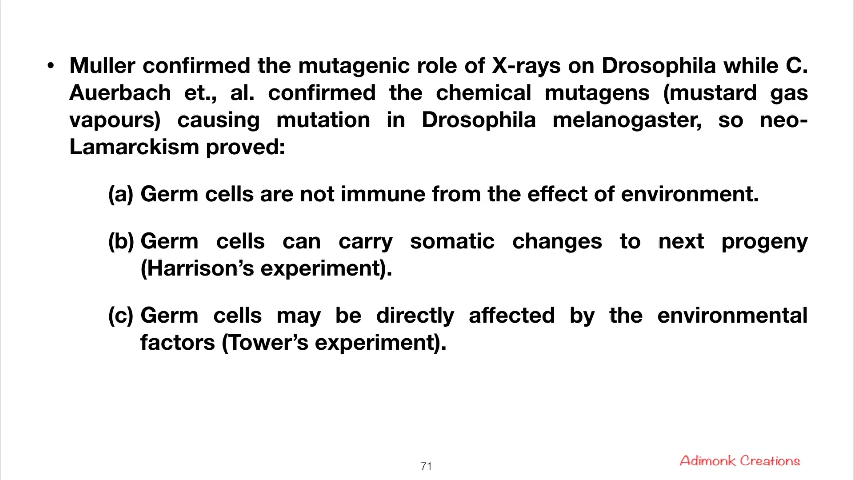 • Muller confirmed the mutagenic role of X-rays on Drosophila while C.
Auerbach et., al. confirmed the chemical mutagens (mustard gas
vapours) causing mutation in Drosophila melanogaster, so neo-
Lamarckism proved:
(a) Germ cells are not immune from the effect of environment.
(b) Germ cells can carry somatic changes to next progeny
(Harrison’s experiment).
(c) Germ cells may be directly affected by the environmental
factors (Tower’s experiment).
71
Adimonk Creations